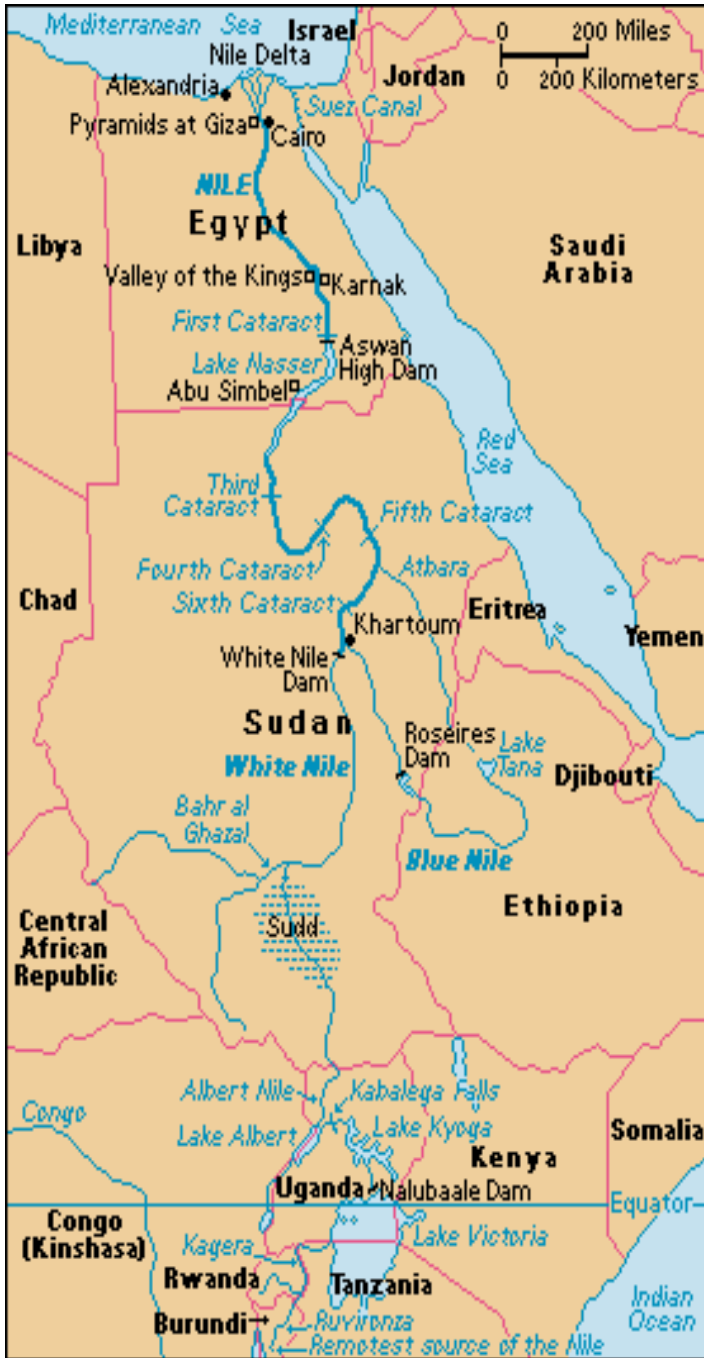 Mediterranean Sea
Israel
0 200 Miles
0 200 Kilometers
Nile Delta
Jordan
Alexandria
Suez Canal
Pyramids at Giza
Cairo
NILE
Egypt
Libya
Saudi
Arabia
Valley of the Kings
Karnak
First Cataract
Aswan
High Dam
Lake Nasser
Abu Simbel
Red
Sea
Third
Cataract
Fifth Cataract
Fourth Cataract
Atbara
Chad
Sixth Cataract
Eritrea
Khartoum
Yemen
White Nile
Dam
Sudan
Roseires
Dam
Lake
Tana
White Nile
Djibouti
Bahr al
Ghazal
Blue Nile
Ethiopia
Central
African
Republic
Sudd
Albert Nile
Kabalega Falls
Congo
Lake Albert
Lake Kyoga
Somalia
Kenya
Uganda
Nalubaale Dam
Equator
Congo
(Kinshasa)
Lake Victoria
Kagera
Rwanda
Tanzania
Indian
Ocean
Burundi
Ruvironza
Remotest source of the Nile